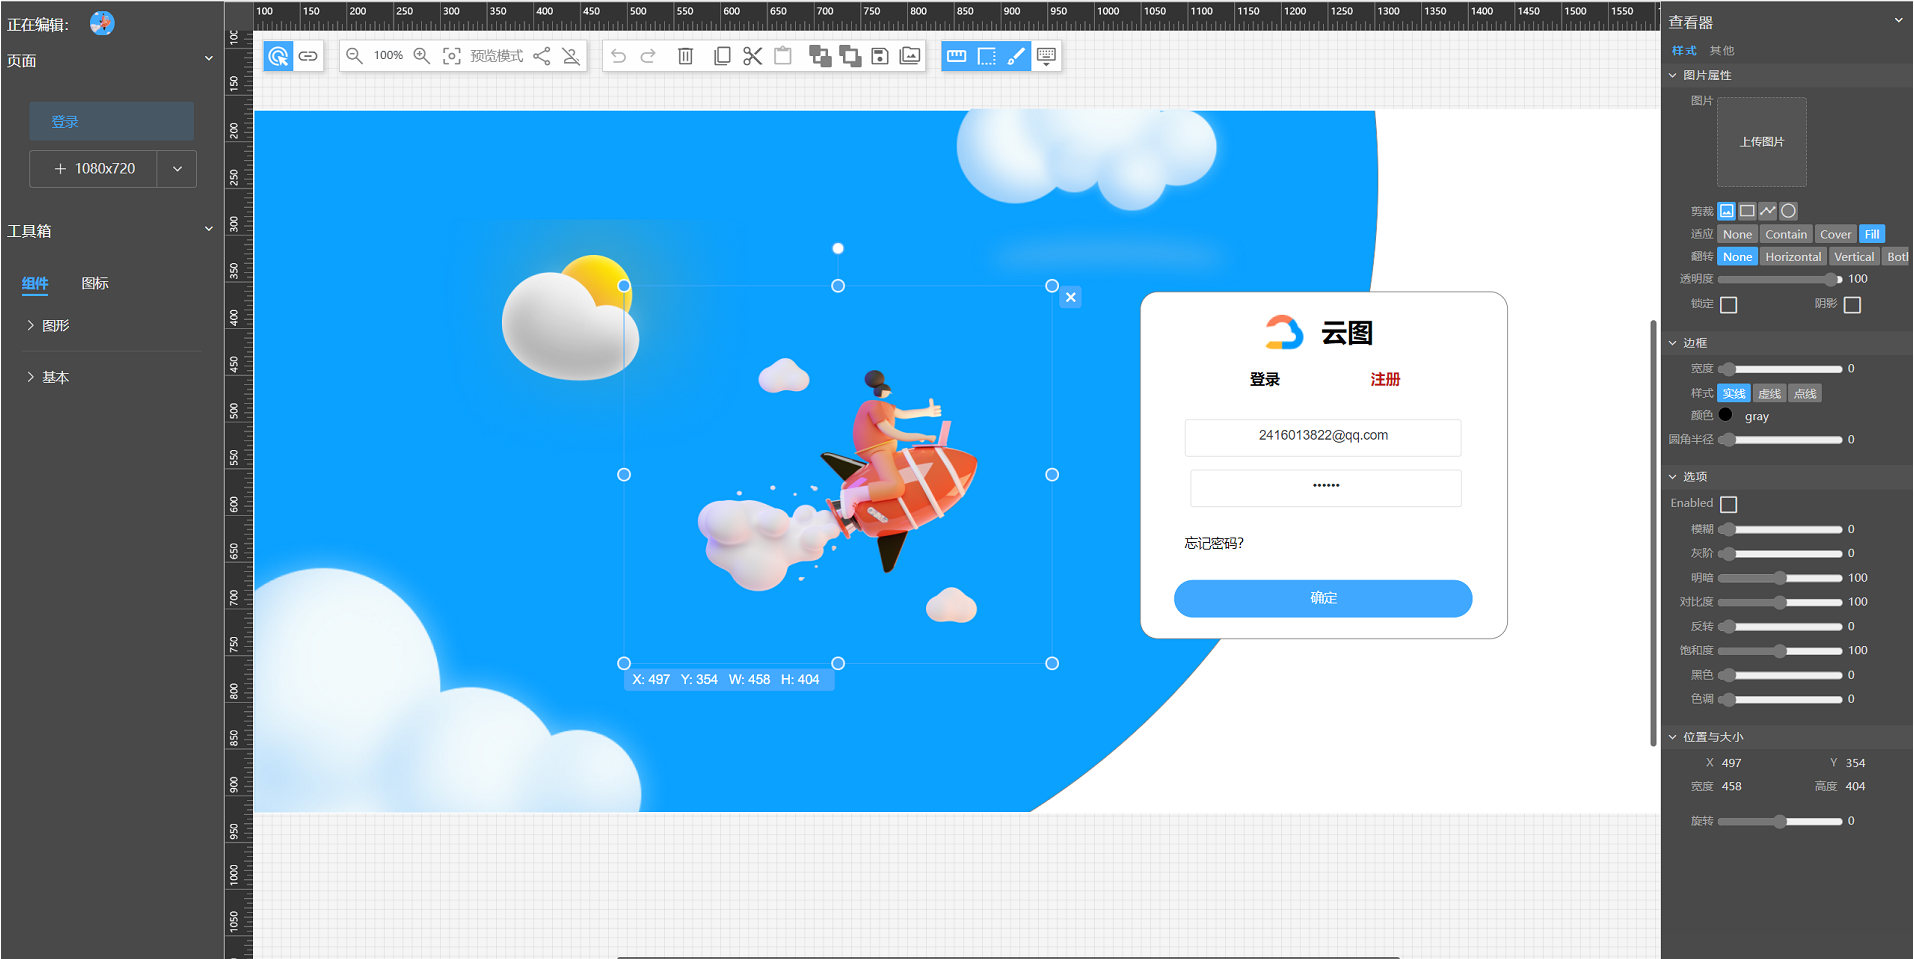 正在编辑:
页面
登录
+ 1080x720
工具箱
组件 图标
图形
基本
100 150 200 250 300 350 400 450 500 550 600 650 700 750 800 850 900 950 1000 1050 1100 1150 1200 1250 1300 1350 1400 1450 1500 1550
100
150
200
250
300
350
400
450
500
550
600
650
700
750
800
850
900
950
1000
1050
100% 预览模式
X: 497 Y: 354 W: 458 H: 404
云图
登录 注册
2416013822@qq.com
••••••
忘记密码?
确定
查看器
样式 其他
图片属性
图片 上传图片
剪裁
适应 None Contain Cover Fill
翻转 None Horizontal Vertical
透明度 100
锁定 阴影
边框
宽度 0
样式 实线 虚线 点线
颜色 gray
圆角半径 0
选项
Enabled
模糊 0
灰阶 0
明暗 100
对比度 100
反转 0
饱和度 100
黑色 0
色调 0
位置与大小
X 497 Y 354
宽度 458 高度 404
旋转 0